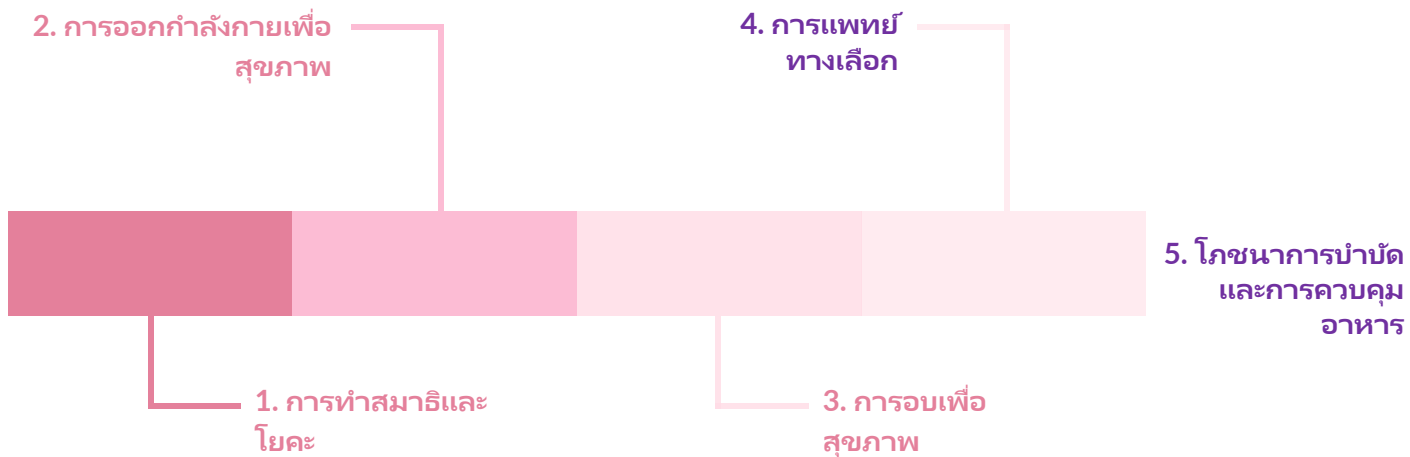 2. การออกกำลังกายเพื่อ
สุขภาพ
4. การแพทย์
ทางเลือก
5. โภชนาการบำบัด
และการควบคุม
อาหาร
1. การทำสมาธิและ
โยคะ
3. การอบเพื่อ
สุขภาพ